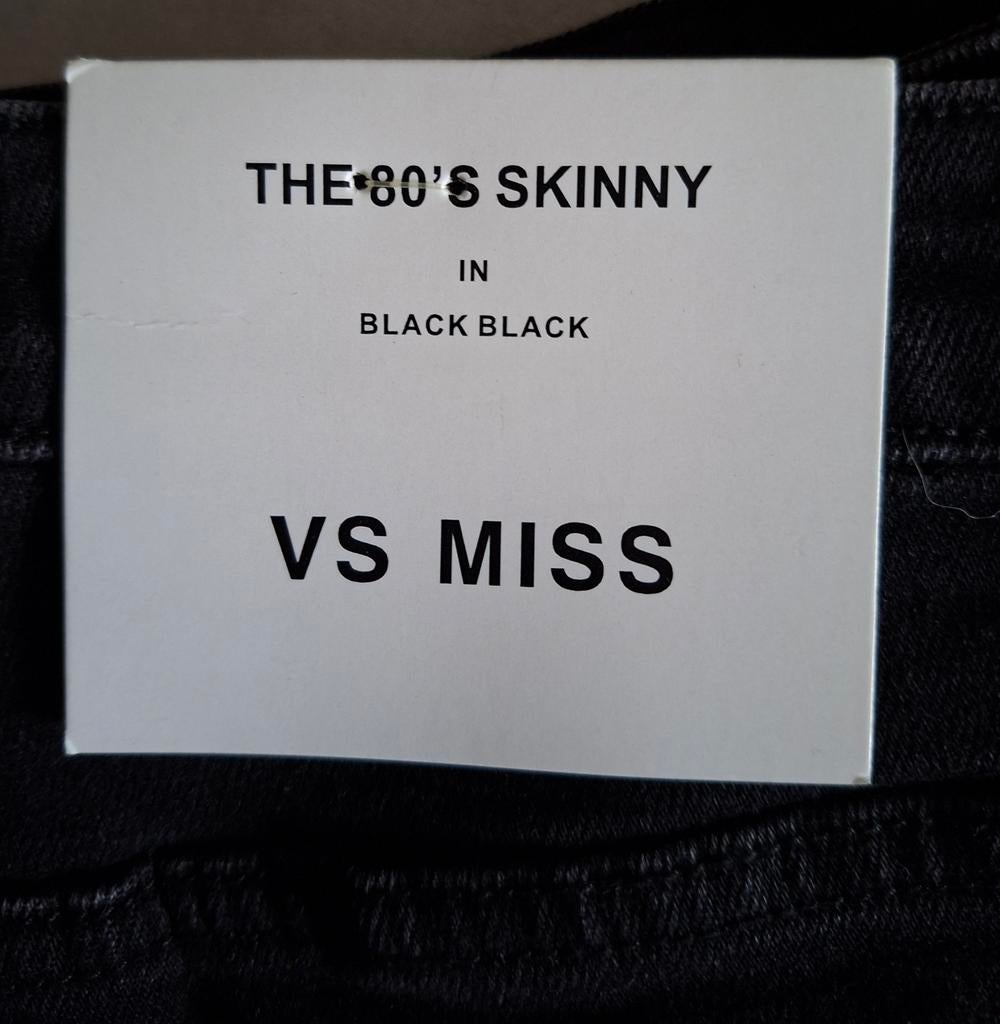 THE 80'S SKINNY
IN
BLACK BLACK
VS MISS